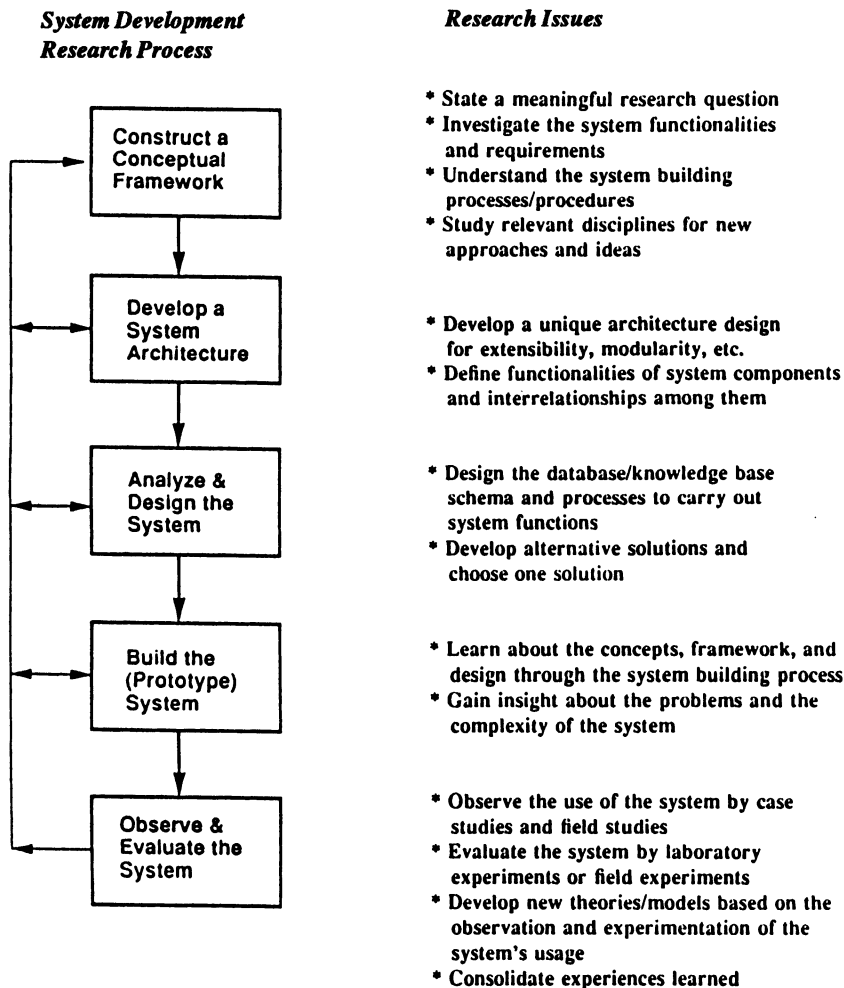 System Development
Research Process
Research Issues
Construct a
Conceptual
Framework
* State a meaningful research question
* Investigate the system functionalities
and requirements
* Understand the system building
processes/procedures
* Study relevant disciplines for new
approaches and ideas
Develop a
System
Architecture
* Develop a unique architecture design
for extensibility, modularity, etc.
* Define functionalities of system components
and interrelationships among them
Analyze &
Design the
System
* Design the database/knowledge base
schema and processes to carry out
system functions
* Develop alternative solutions and
choose one solution
Build the
(Prototype)
System
* Learn about the concepts, framework, and
design through the system building process
* Gain insight about the problems and the
complexity of the system
Observe &
Evaluate the
System
* Observe the use of the system by case
studies and field studies
* Evaluate the system by laboratory
experiments or field experiments
* Develop new theories/models based on the
observation and experimentation of the
system's usage
* Consolidate experiences learned